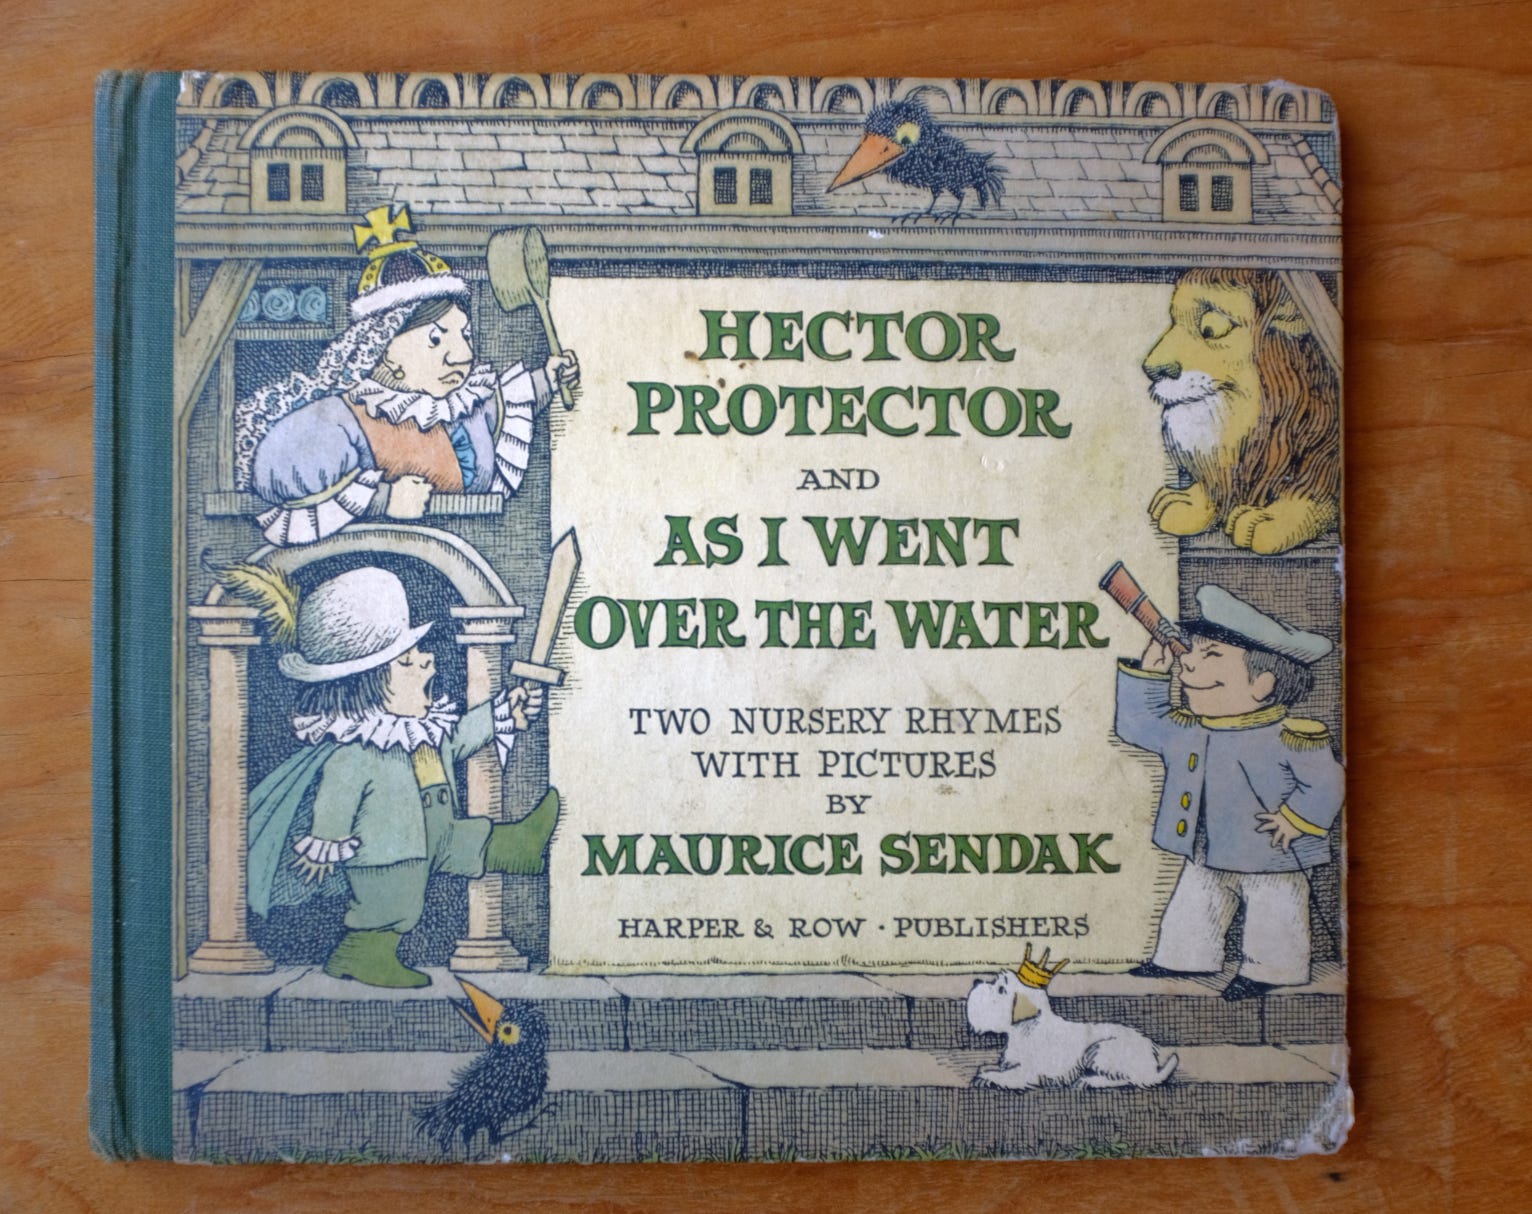 HECTOR
PROTECTOR
AND
AS I WENT
OVER THE WATER
TWO NURSERY RHYMES
WITH PICTURES
BY
MAURICE SENDAK
HARPER & ROW · PUBLISHERS